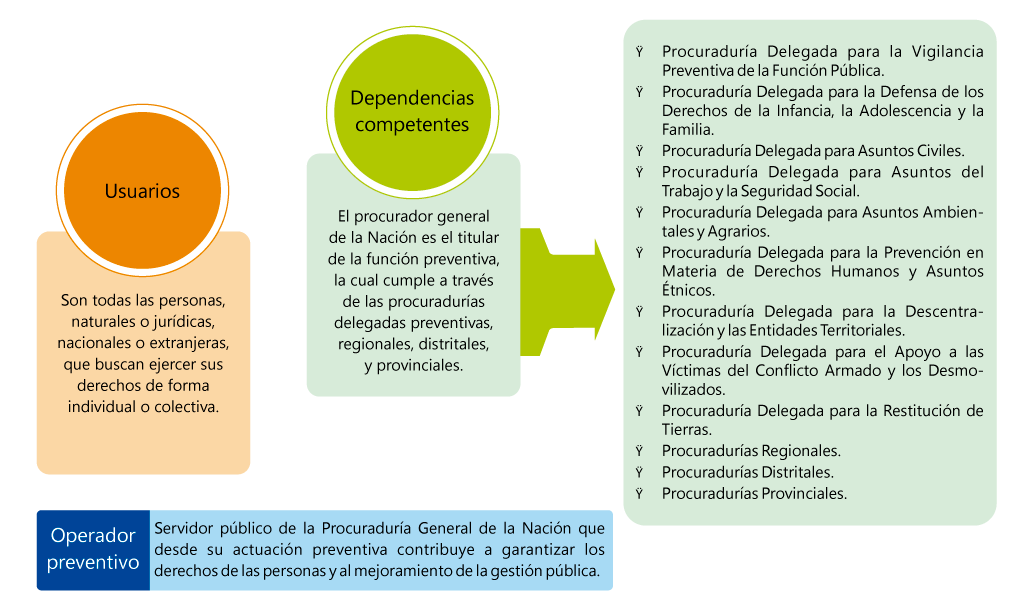 Usuarios
Son todas las personas,
naturales o jurídicas,
nacionales o extranjeras,
que buscan ejercer sus
derechos de forma
individual o colectiva.
Dependencias
competentes
El procurador general
de la Nación es el titular
de la función preventiva,
la cual cumple a través
de las procuradurías
delegadas preventivas,
regionales, distritales,
y provinciales.
Ÿ Procuraduría Delegada para la Vigilancia
Preventiva de la Función Pública.
Ÿ Procuraduría Delegada para la Defensa de los
Derechos de la Infancia, la Adolescencia y la
Familia.
Ÿ Procuraduría Delegada para Asuntos Civiles.
Ÿ Procuraduría Delegada para Asuntos del
Trabajo y la Seguridad Social.
Ÿ Procuraduría Delegada para Asuntos Ambien-
tales y Agrarios.
Ÿ Procuraduría Delegada para la Prevención en
Materia de Derechos Humanos y Asuntos
Étnicos.
Ÿ Procuraduría Delegada para la Descentra-
lización y las Entidades Territoriales.
Ÿ Procuraduría Delegada para el Apoyo a las
Víctimas del Conflicto Armado y los Desmo-
vilizados.
Ÿ Procuraduría Delegada para la Restitución de
Tierras.
Ÿ Procuradurías Regionales.
Ÿ Procuradurías Distritales.
Ÿ Procuradurías Provinciales.
Operador
preventivo
Servidor público de la Procuraduría General de la Nación que
desde su actuación preventiva contribuye a garantizar los
derechos de las personas y al mejoramiento de la gestión pública.